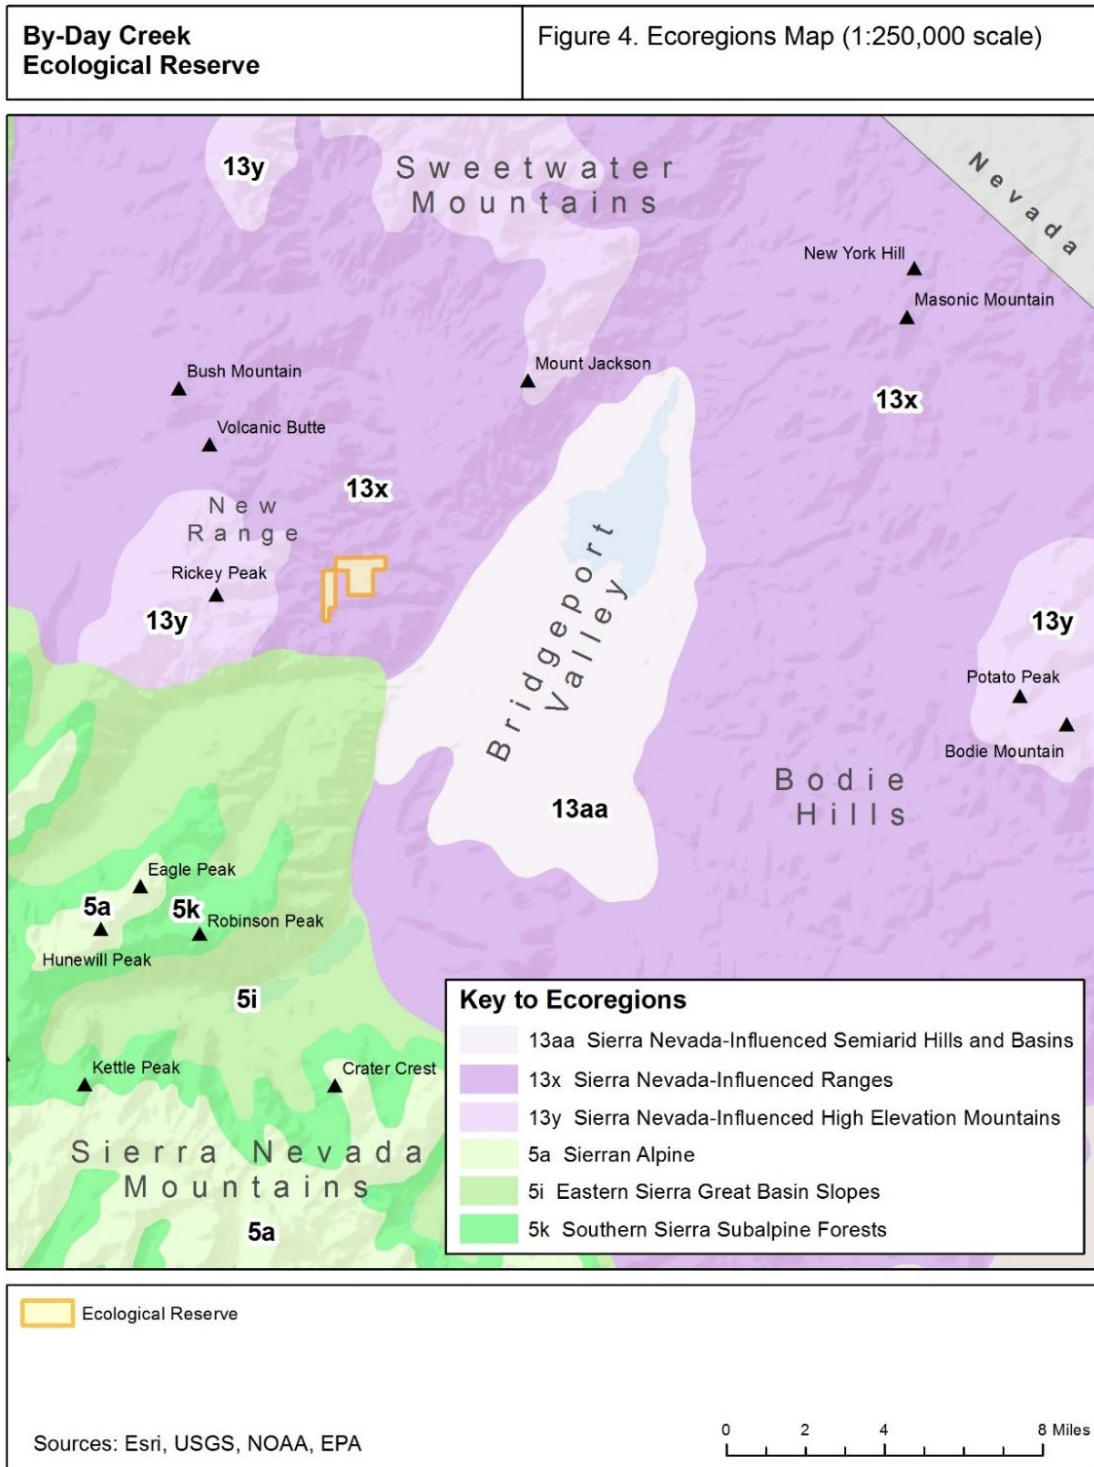 By-Day Creek
Ecological Reserve
Figure 4. Ecoregions Map (1:250,000 scale)
13y
Sweetwater
Mountains
Nevada
New York Hill
Masonic Mountain
Mount Jackson
Bush Mountain
13x
Volcanic Butte
13x
New
Range
Rickey Peak
13y
Bridgeport
Valley
13y
Potato Peak
Bodie Mountain
Bodie
Hills
13aa
Eagle Peak
5a
5k
Robinson Peak
Hunewill Peak
5i
Kettle Peak
Crater Crest
Sierra Nevada
Mountains
5a
Key to Ecoregions
13aa Sierra Nevada-Influenced Semiarid Hills and Basins
13x Sierra Nevada-Influenced Ranges
13y Sierra Nevada-Influenced High Elevation Mountains
5a Sierran Alpine
5i Eastern Sierra Great Basin Slopes
5k Southern Sierra Subalpine Forests
Ecological Reserve
Sources: Esri, USGS, NOAA, EPA
0 2 4 8 Miles